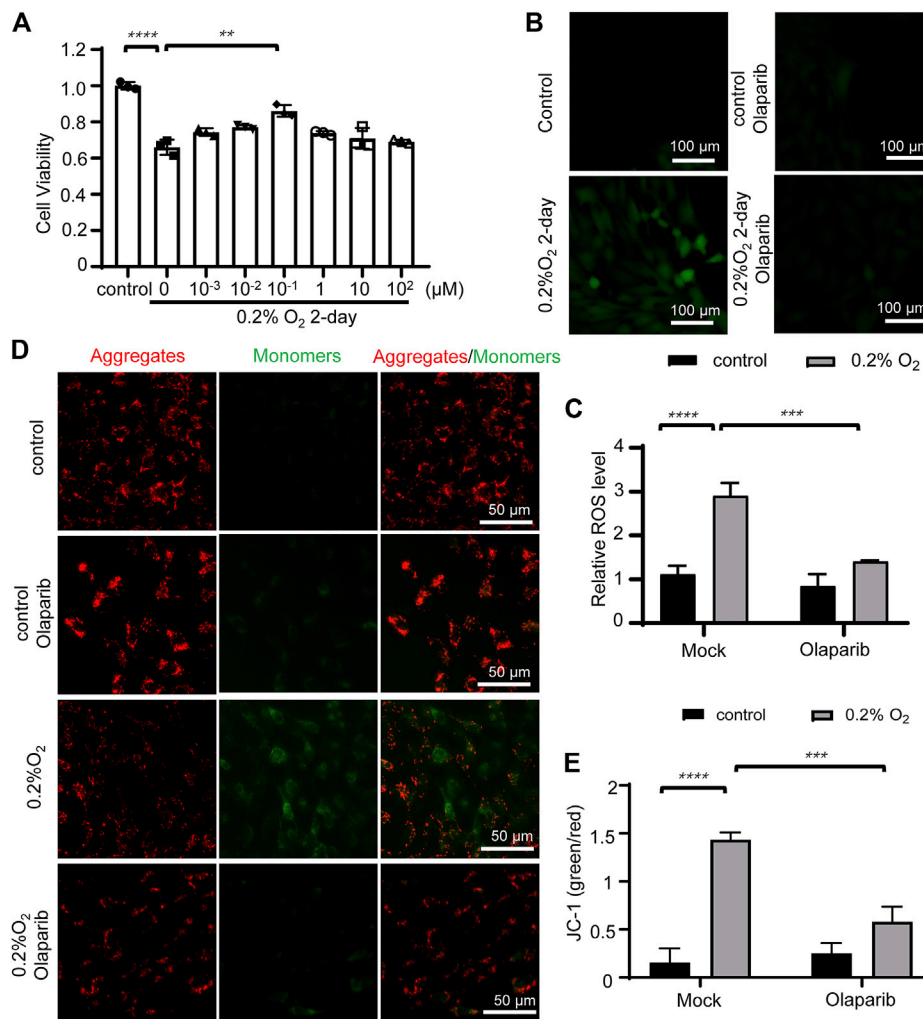 A
Cell Viability
1.2
1.0
0.8
0.6
0.4
0.2
0
****
**
control 0 10⁻³ 10⁻² 10⁻¹ 1 10 10² (μM)
0.2% O₂ 2-day
B
Control
100 μm
control
Olaparib
100 μm
0.2%O₂ 2-day
100 μm
0.2%O₂ 2-day
Olaparib
100 μm
control 0.2% O₂
C
Relative ROS level
4
3
2
1
0
****
***
Mock Olaparib
D
Aggregates Monomers Aggregates/Monomers
control
50 μm
control
Olaparib
50 μm
0.2%O₂
50 μm
0.2%O₂
Olaparib
50 μm
control 0.2% O₂
E
JC-1 (green/red)
2
1.5
1
0.5
0
****
***
Mock Olaparib